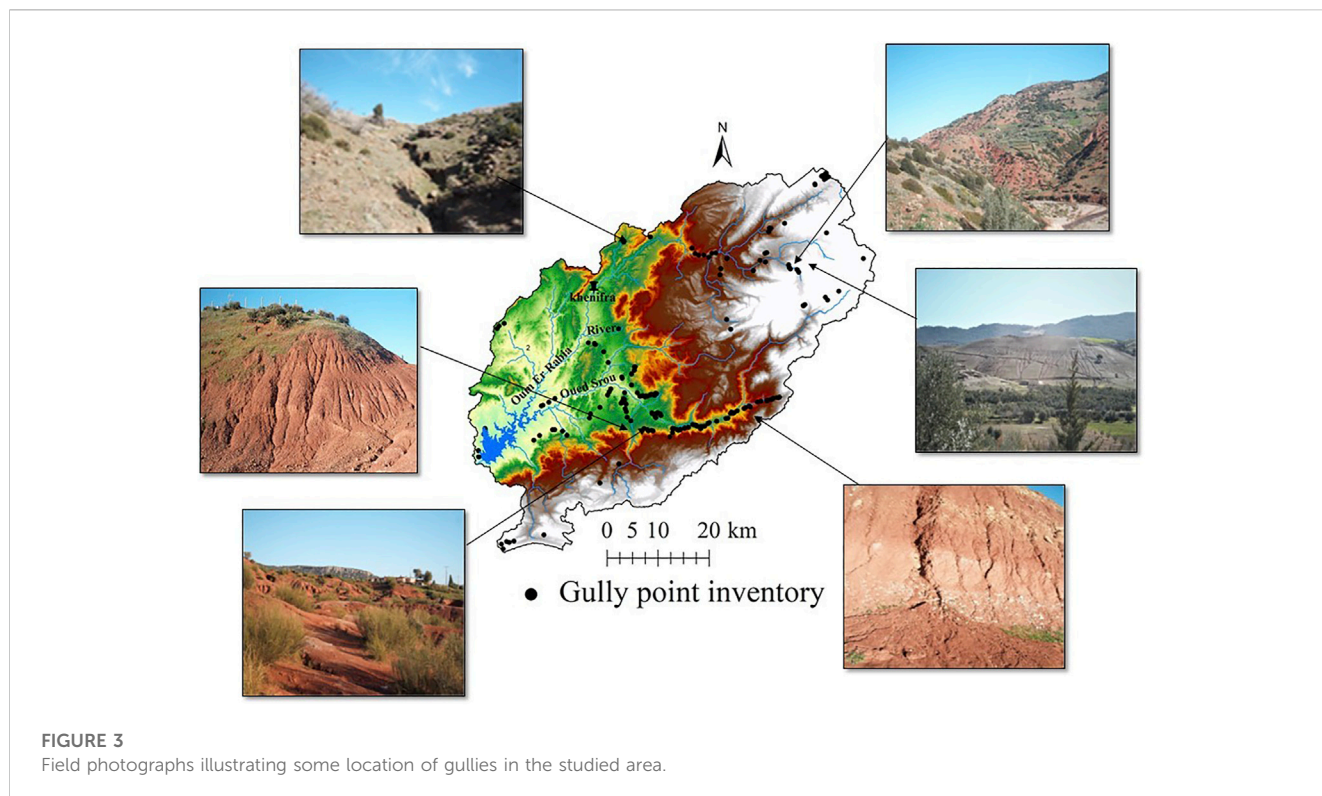 N
khenifra
River
2
Oum Er Rabia
Oued Srou
0 5 10 20 km
Gully point inventory
FIGURE 3
Field photographs illustrating some location of gullies in the studied area.